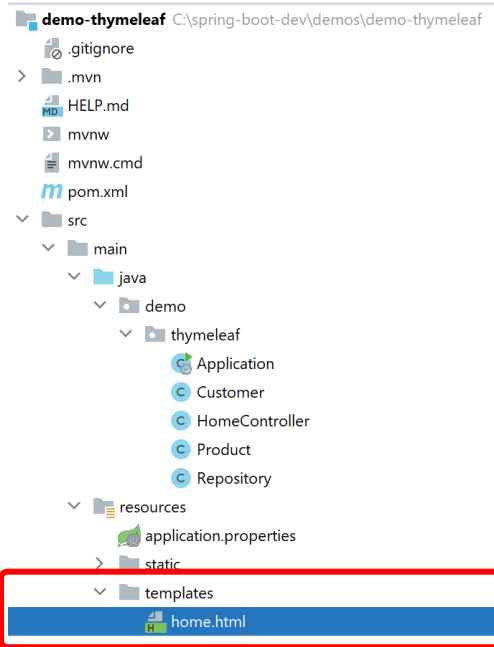 demo-thymeleaf C:\spring-boot-dev\demos\demo-thymeleaf
.gitignore
.mvn
MD HELP.md
mvnw
mvnw.cmd
m pom.xml
src
main
java
demo
thymeleaf
C Application
C Customer
C HomeController
C Product
C Repository
resources
application.properties
static
templates
H home.html